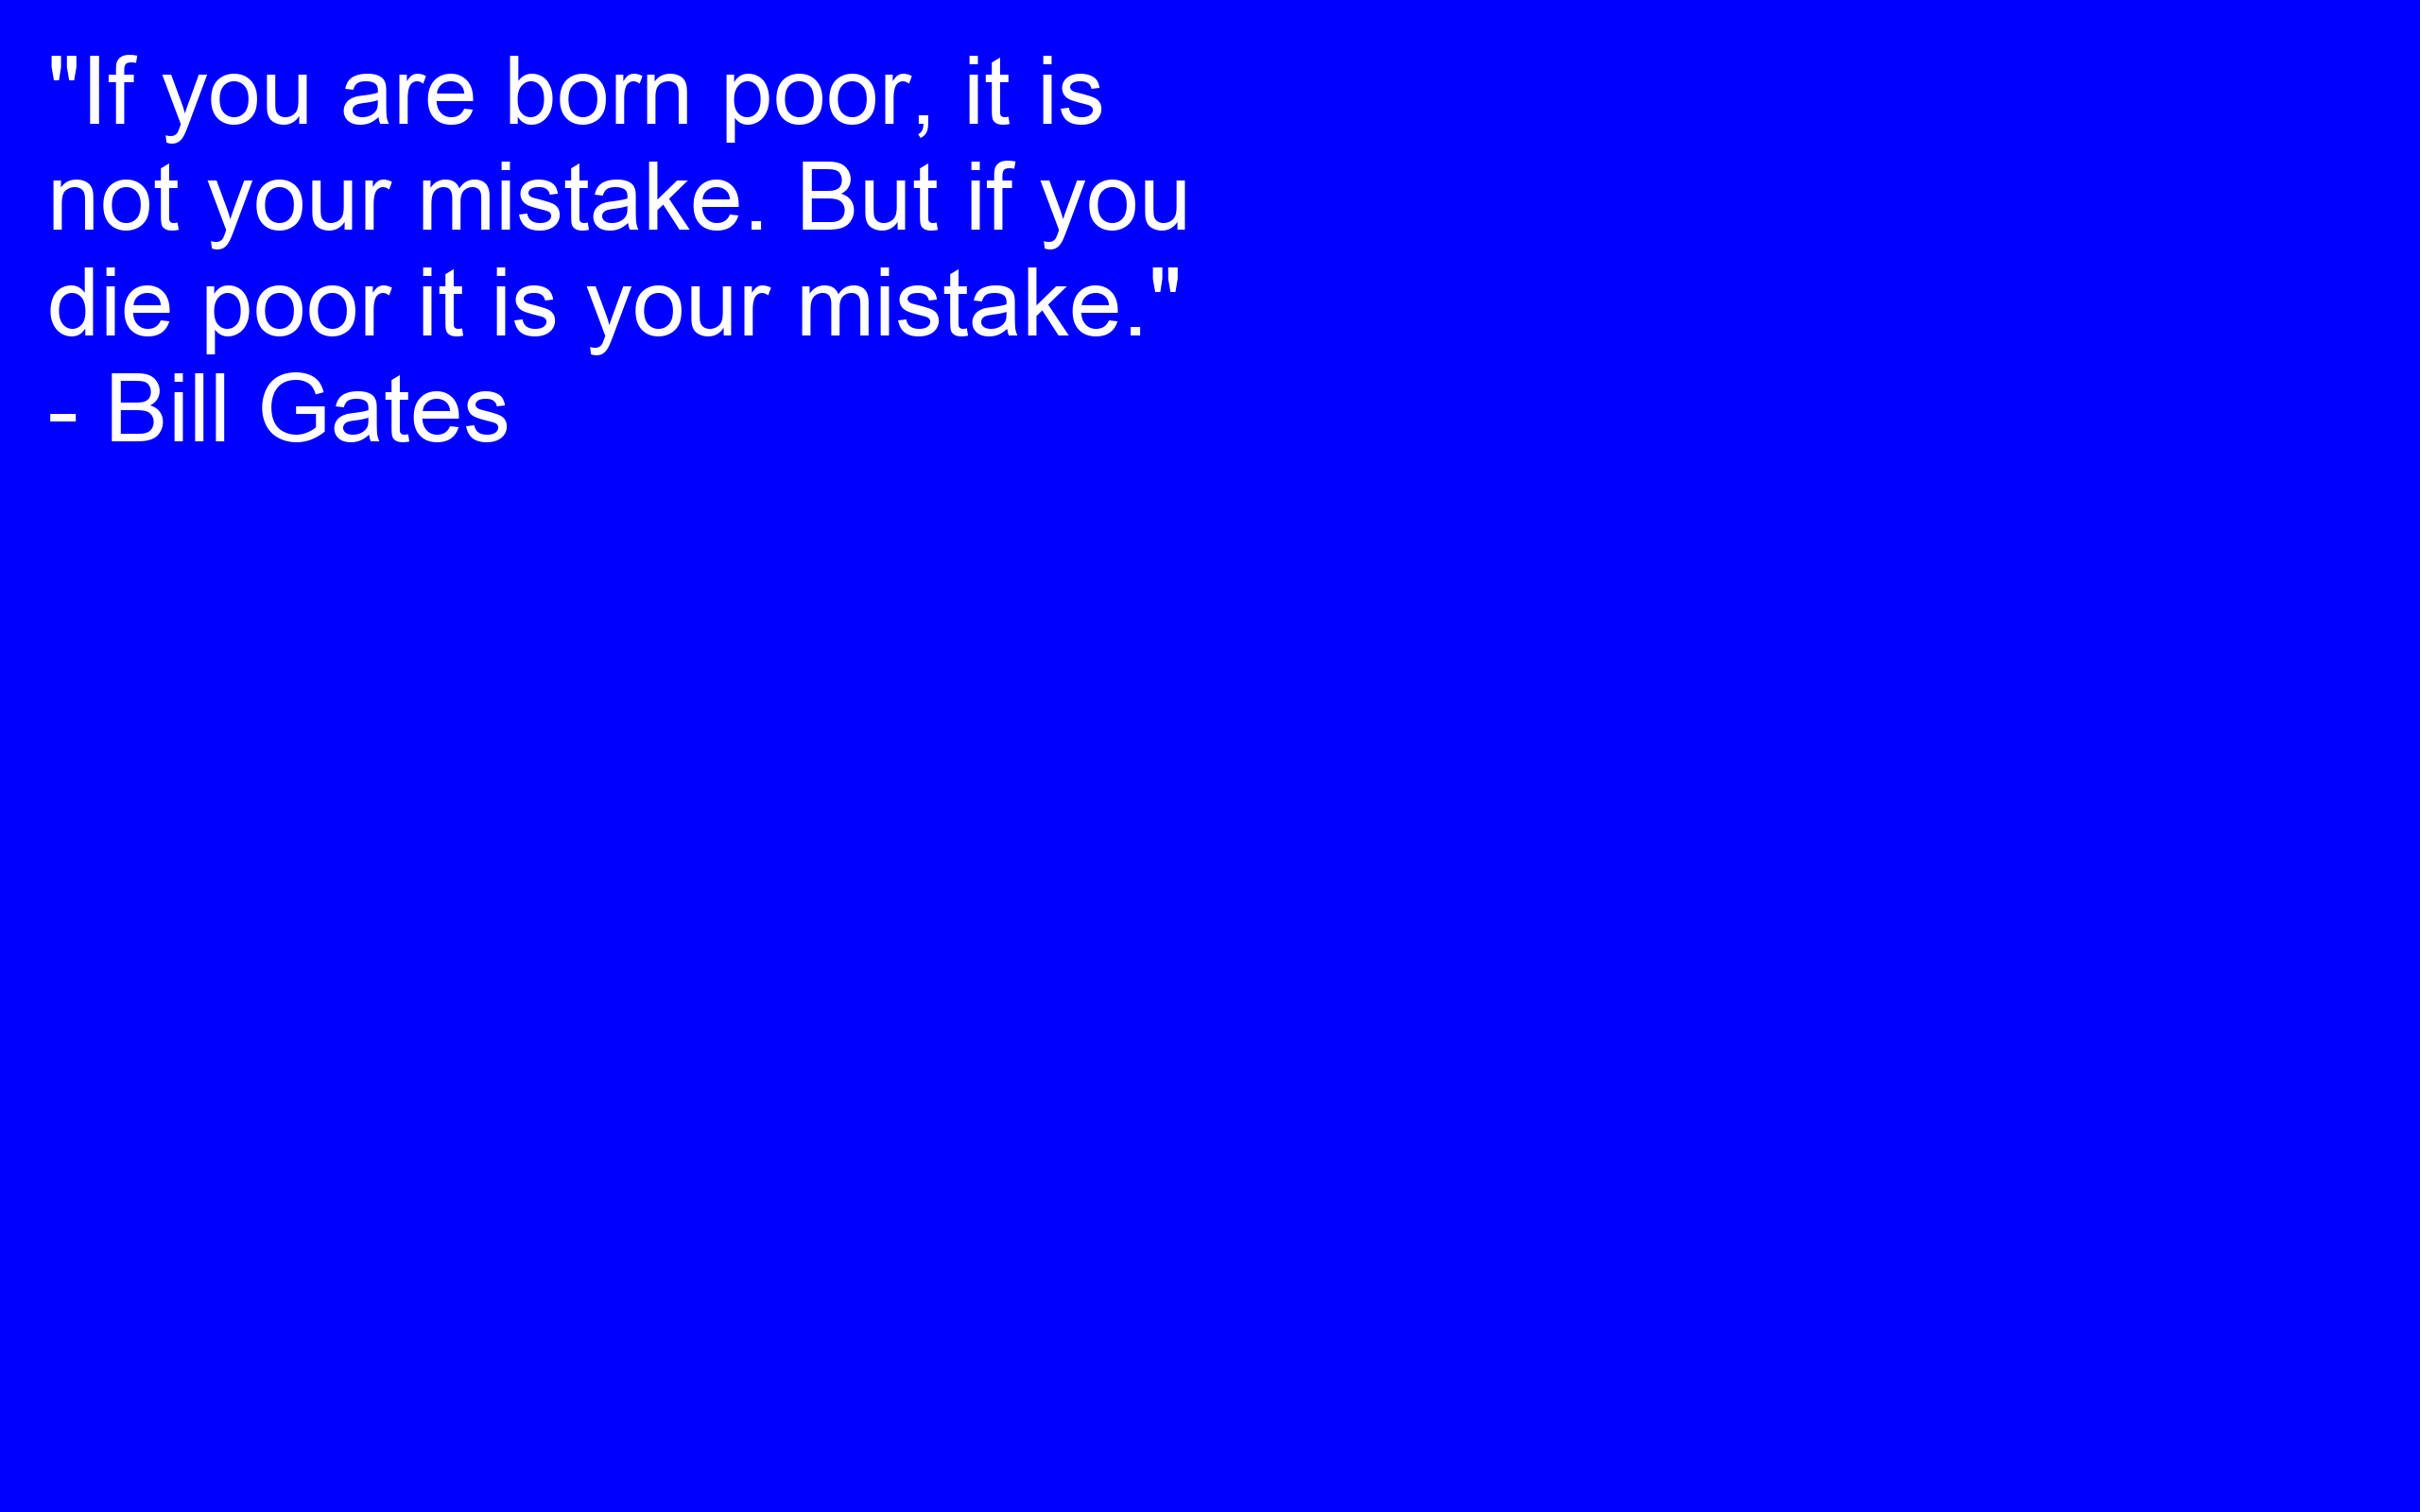 "If you are born poor, it is
not your mistake. But if you
die poor it is your mistake."
- Bill Gates